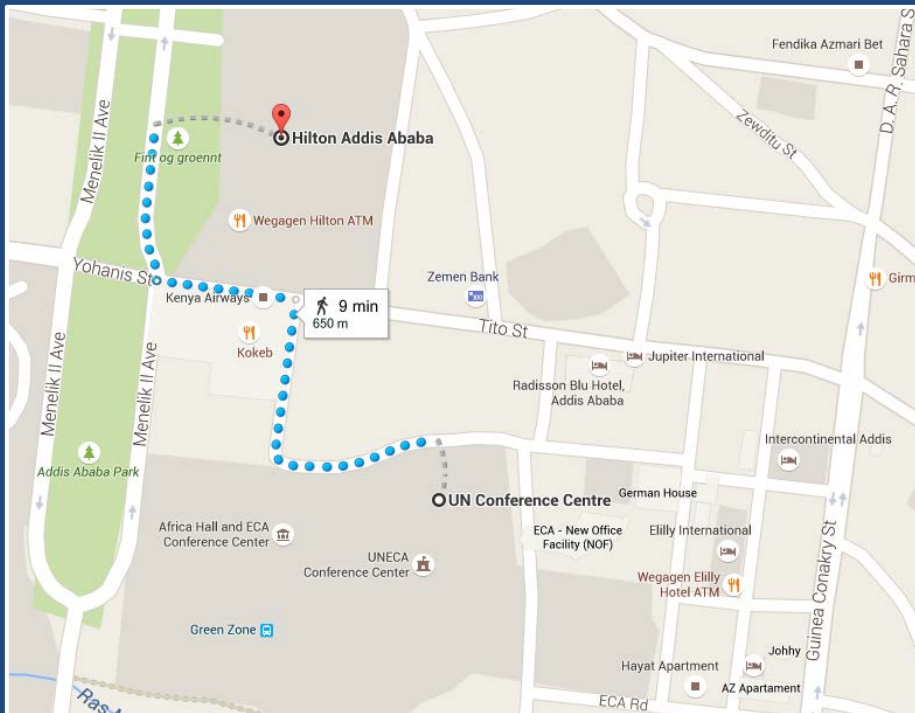 Fendika Azmari Bet
D. A. R. Sahara S
Menelik II Ave
Menelik II Ave
Zewditu St
Hilton Addis Ababa
Fint og groennt
Wegagen Hilton ATM
Yohanis St
Zemen Bank
Girm
Kenya Airways
9 min
650 m
Kokeb
Tito St
Jupiter International
Radisson Blu Hotel,
Addis Ababa
Menelik II Ave
Menelik II Ave
Intercontinental Addis
Addis Ababa Park
UN Conference Centre
German House
Africa Hall and ECA
Conference Center
ECA - New Office
Facility (NOF)
Elilly International
UNECA
Conference Center
Wegagen Elilly
Hotel ATM
Guinea Conakry St
Green Zone
Johhy
Hayat Apartment
AZ Apartament
ECA Rd